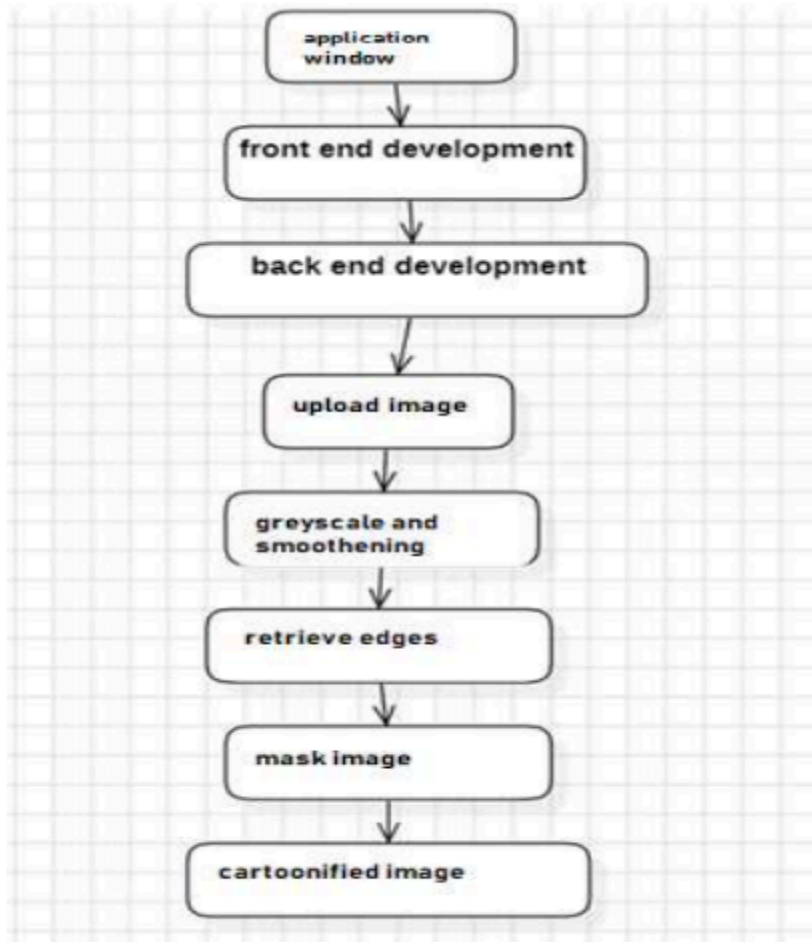 application
window
front end development
back end development
upload image
greyscale and
smoothening
retrieve edges
mask image
cartoonified image